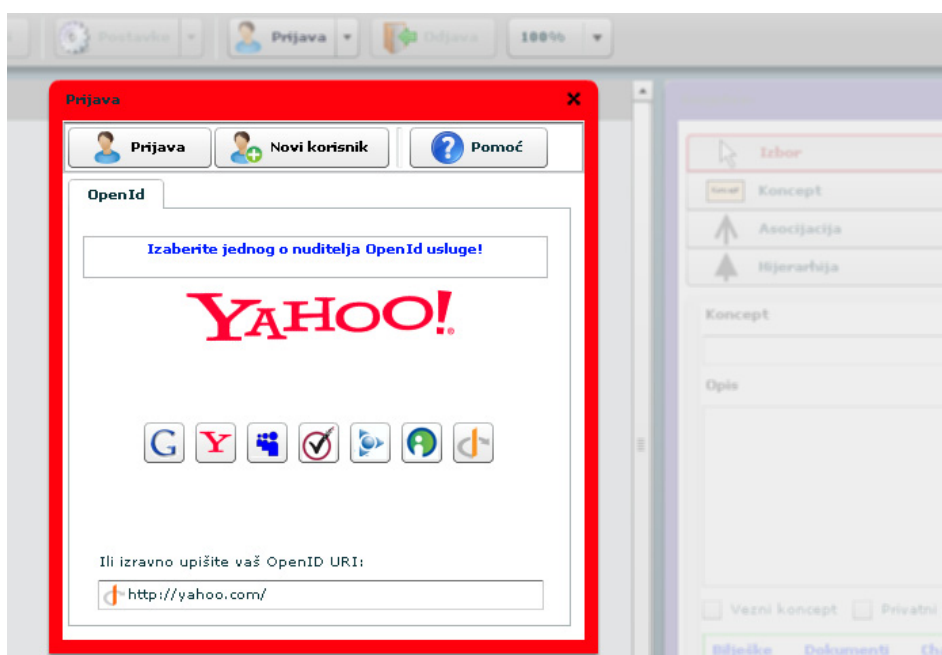 Postavke
Prijava
Odjava
100%
Prijava
Prijava
Novi korisnik
Pomoć
OpenId
Izaberite jednog o nuditelja OpenId usluge!
YAHOO!
Ili izravno upišite vaš OpenID URI:
http://yahoo.com/
Izbor
Koncept
Asocijacija
Hijerarhija
Koncept
Opis
Vezni koncept
Privatni
Bilješke
Dokumenti